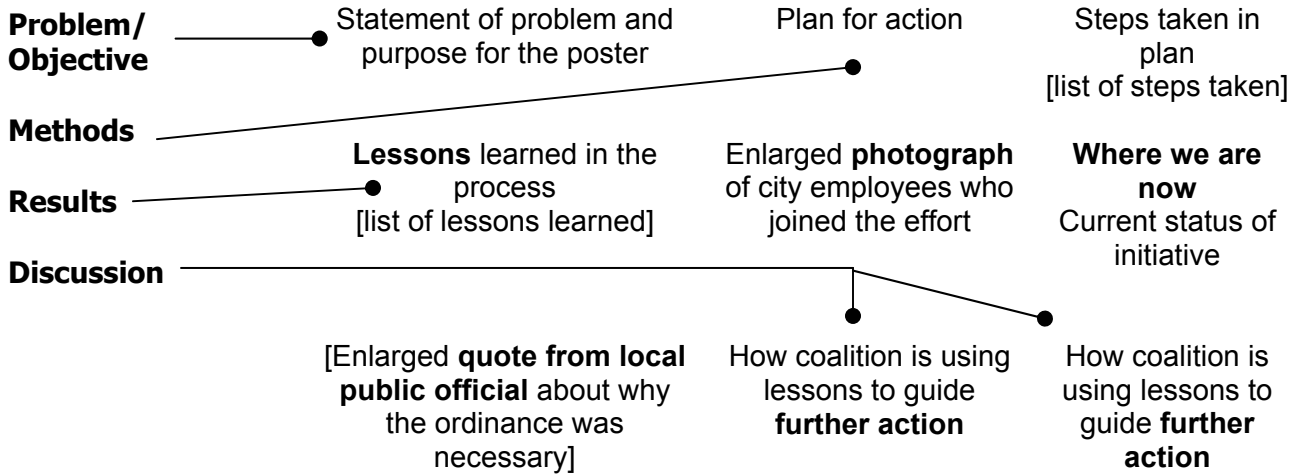 Problem/
Objective
Statement of problem and
purpose for the poster
Plan for action
Steps taken in
plan
[list of steps taken]
Methods
Results
Lessons learned in the
process
[list of lessons learned]
Enlarged photograph
of city employees who
joined the effort
Where we are
now
Current status of
initiative
Discussion
[Enlarged quote from local
public official about why
the ordinance was
necessary]
How coalition is using
lessons to guide
further action
How coalition is
using lessons to
guide further
action